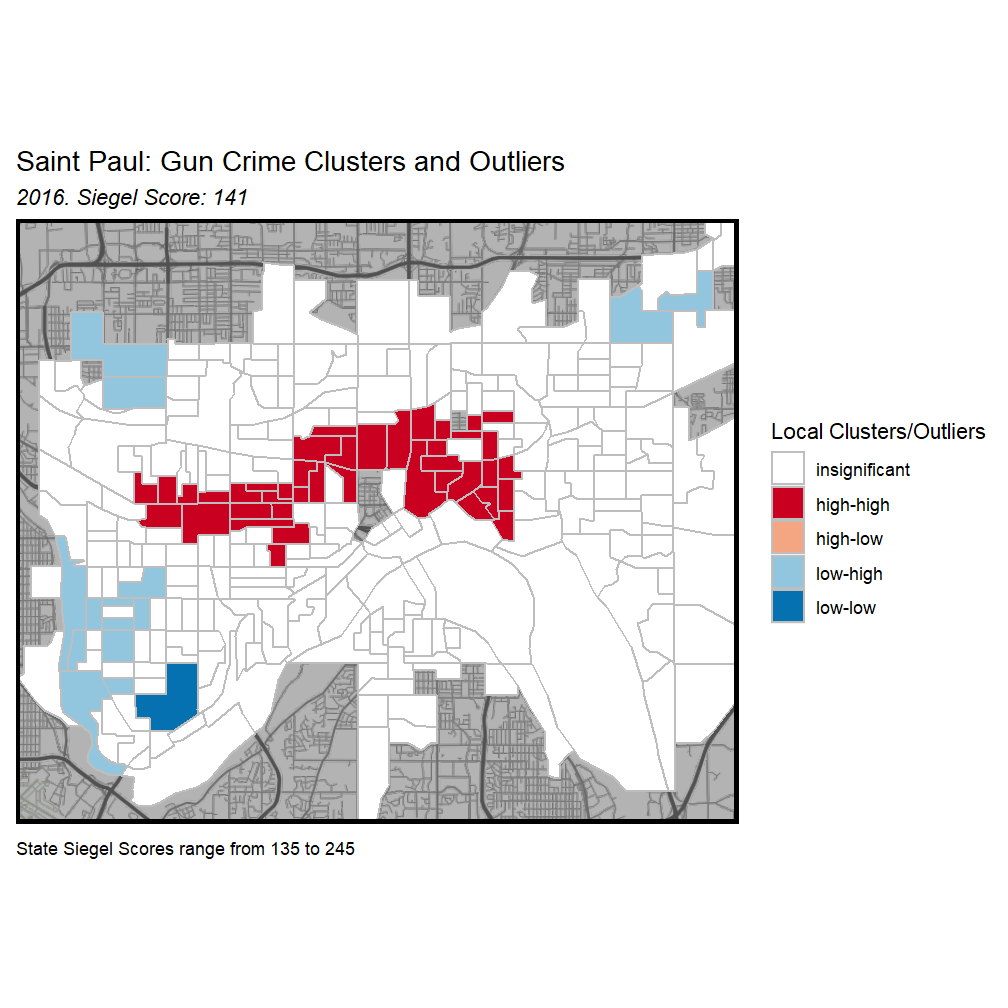 Saint Paul: Gun Crime Clusters and Outliers
2016. Siegel Score: 141
Local Clusters/Outliers
insignificant
high-high
high-low
low-high
low-low
State Siegel Scores range from 135 to 245